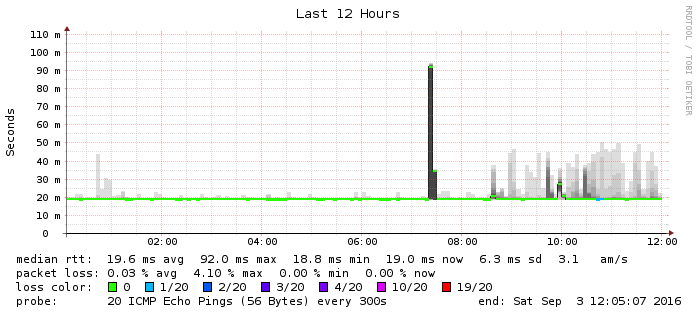 Last 12 Hours
RRDTOOL / TOBI OETIKER
Seconds
110 m
100 m
90 m
80 m
70 m
60 m
50 m
40 m
30 m
20 m
10 m
0
02:00 04:00 06:00 08:00 10:00 12:00
median rtt: 19.6 ms avg 92.0 ms max 18.8 ms min 19.0 ms now 6.3 ms sd 3.1 am/s
packet loss: 0.03 % avg 4.10 % max 0.00 % min 0.00 % now
loss color: 0 1/20 2/20 3/20 4/20 10/20 19/20
probe: 20 ICMP Echo Pings (56 Bytes) every 300s end: Sat Sep 3 12:05:07 2016